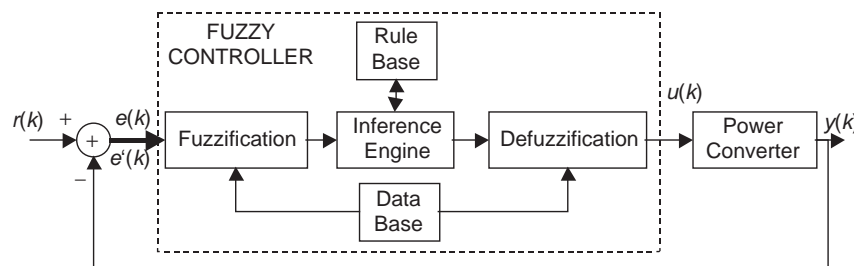 FUZZY
CONTROLLER
Rule
Base
r(k)
+
+
−
e(k)
e‘(k)
Fuzzification
Inference
Engine
Defuzzification
u(k)
Power
Converter
y(k)
Data
Base